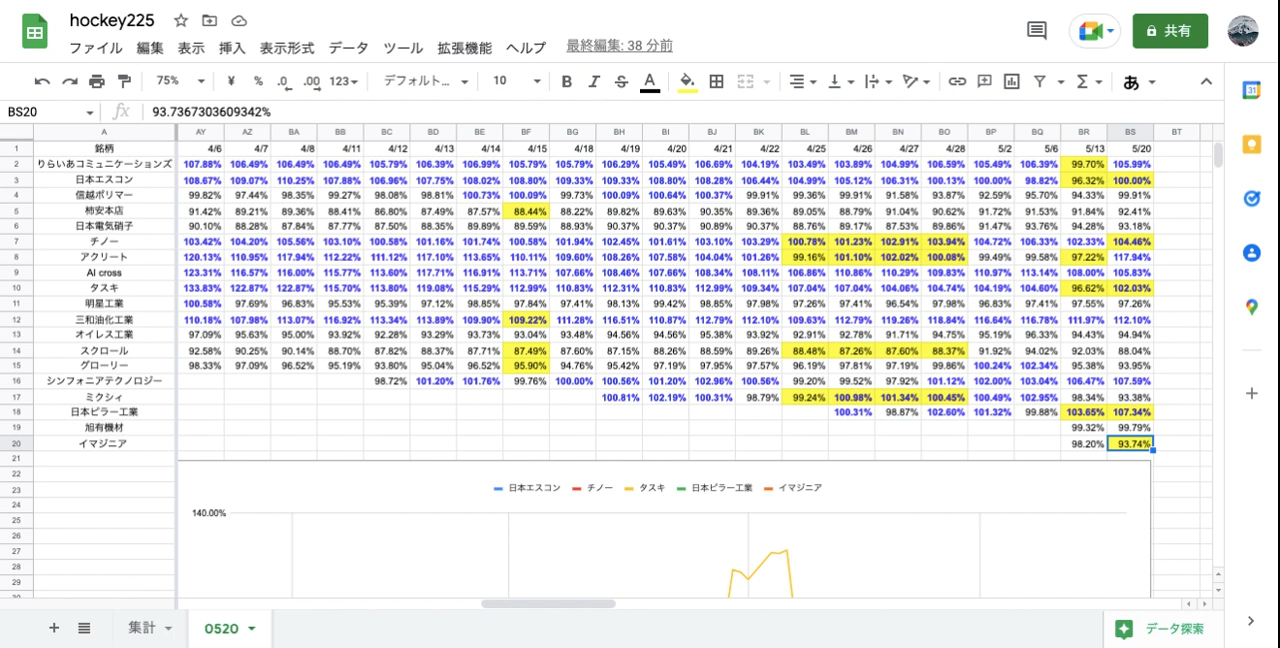 hockey225
ファイル 編集 表示 挿入 表示形式 データ ツール 拡張機能 ヘルプ 最終編集: 38 分前
共有
75% ¥ % .0 .00 123 デフォルト... 10 B I S A あ
BS20 fx 93.7367303609342%
A AY AZ BA BB BC BD BE BF BG BH BI BJ BK BL BM BN BO BP BQ BR BS BT
1 銘柄 4/6 4/7 4/8 4/11 4/12 4/13 4/14 4/15 4/18 4/19 4/20 4/21 4/22 4/25 4/26 4/27 4/28 5/2 5/6 5/13 5/20
2 りらいあコミュニケーションズ 107.88% 106.49% 106.49% 106.49% 105.79% 106.39% 106.99% 105.79% 105.79% 106.29% 105.49% 106.69% 104.19% 103.49% 103.89% 104.99% 106.59% 105.49% 106.39% 99.70% 105.99%
3 日本エスコン 108.67% 109.07% 110.25% 107.88% 106.96% 107.75% 108.02% 108.80% 109.33% 109.33% 108.80% 108.28% 106.44% 104.99% 105.12% 106.31% 100.13% 100.00% 98.82% 96.32% 100.00%
4 信越ポリマー 99.82% 97.44% 98.35% 99.27% 98.08% 98.81% 100.73% 100.09% 99.73% 100.09% 100.64% 100.37% 99.91% 99.36% 99.91% 91.58% 93.87% 92.59% 95.70% 94.33% 99.91%
5 柿安本店 91.42% 89.21% 89.36% 88.41% 86.80% 87.49% 87.57% 88.44% 88.22% 89.82% 89.63% 90.35% 89.36% 89.05% 88.79% 91.04% 90.62% 91.72% 91.53% 91.84% 92.41%
6 日本電気硝子 90.10% 88.28% 87.84% 87.77% 87.50% 88.35% 89.89% 89.59% 88.93% 90.37% 90.37% 90.89% 90.37% 88.76% 89.17% 87.53% 89.86% 91.47% 93.76% 94.28% 93.18%
7 チノー 103.42% 104.20% 105.56% 103.10% 100.58% 101.16% 101.74% 100.58% 101.94% 102.45% 101.61% 103.10% 103.29% 100.78% 101.23% 102.91% 103.94% 104.72% 106.33% 102.33% 104.46%
8 アクリート 120.13% 110.95% 117.94% 112.22% 111.12% 117.10% 113.65% 110.11% 109.60% 108.26% 107.58% 104.04% 101.26% 99.16% 101.10% 102.02% 100.08% 99.49% 99.58% 97.22% 117.94%
9 AI cross 123.31% 116.57% 116.00% 115.77% 113.60% 117.71% 116.91% 113.71% 107.66% 108.46% 107.66% 108.34% 108.11% 106.86% 110.86% 110.29% 109.83% 110.97% 113.14% 108.00% 105.83%
10 タスキ 133.83% 122.87% 122.87% 115.70% 113.80% 119.08% 115.29% 112.99% 110.83% 112.31% 110.83% 112.99% 109.34% 107.04% 107.04% 104.06% 104.74% 104.19% 104.60% 96.62% 102.03%
11 明星工業 100.58% 97.69% 96.83% 95.53% 95.39% 97.12% 98.85% 97.84% 97.41% 98.13% 99.42% 98.85% 97.98% 97.26% 97.41% 96.54% 97.98% 96.83% 97.41% 97.55% 97.26%
12 三和油化工業 110.18% 107.98% 113.07% 116.92% 113.34% 113.89% 109.90% 109.22% 111.28% 116.51% 110.87% 112.79% 112.10% 109.63% 112.79% 119.26% 118.84% 116.64% 116.78% 111.97% 112.10%
13 オイレス工業 97.09% 95.63% 95.00% 93.92% 92.28% 93.29% 93.73% 93.04% 93.48% 94.56% 94.56% 95.38% 93.92% 92.91% 92.78% 91.71% 94.75% 95.19% 96.33% 94.43% 94.94%
14 スクロール 92.58% 90.25% 90.14% 88.70% 87.82% 88.37% 87.71% 87.49% 87.60% 87.15% 88.26% 88.59% 89.26% 88.48% 87.26% 87.60% 88.37% 91.92% 94.02% 92.03% 88.04%
15 グローリー 98.33% 97.09% 96.52% 95.19% 93.80% 95.04% 96.52% 95.90% 94.76% 95.42% 97.19% 97.95% 97.57% 96.19% 97.81% 97.19% 99.86% 100.24% 102.34% 95.38% 93.95%
16 シンフォニアテクノロジー 98.72% 101.20% 101.76% 99.76% 100.00% 100.56% 101.20% 102.96% 100.56% 99.20% 99.52% 97.92% 101.12% 102.00% 103.04% 106.47% 107.59%
17 ミクシィ 100.81% 102.19% 100.31% 98.79% 99.24% 100.98% 101.34% 100.45% 100.49% 102.95% 98.34% 93.38%
18 日本ピラー工業 100.31% 98.87% 102.60% 101.32% 99.88% 103.65% 107.34%
19 旭有機材 99.32% 99.79%
20 イマジニア 98.20% 93.74%
21
22
23 日本エスコン チノー タスキ 日本ピラー工業 イマジニア
24
25 140.00%
26
27
28
29
集計 0520 データ探索